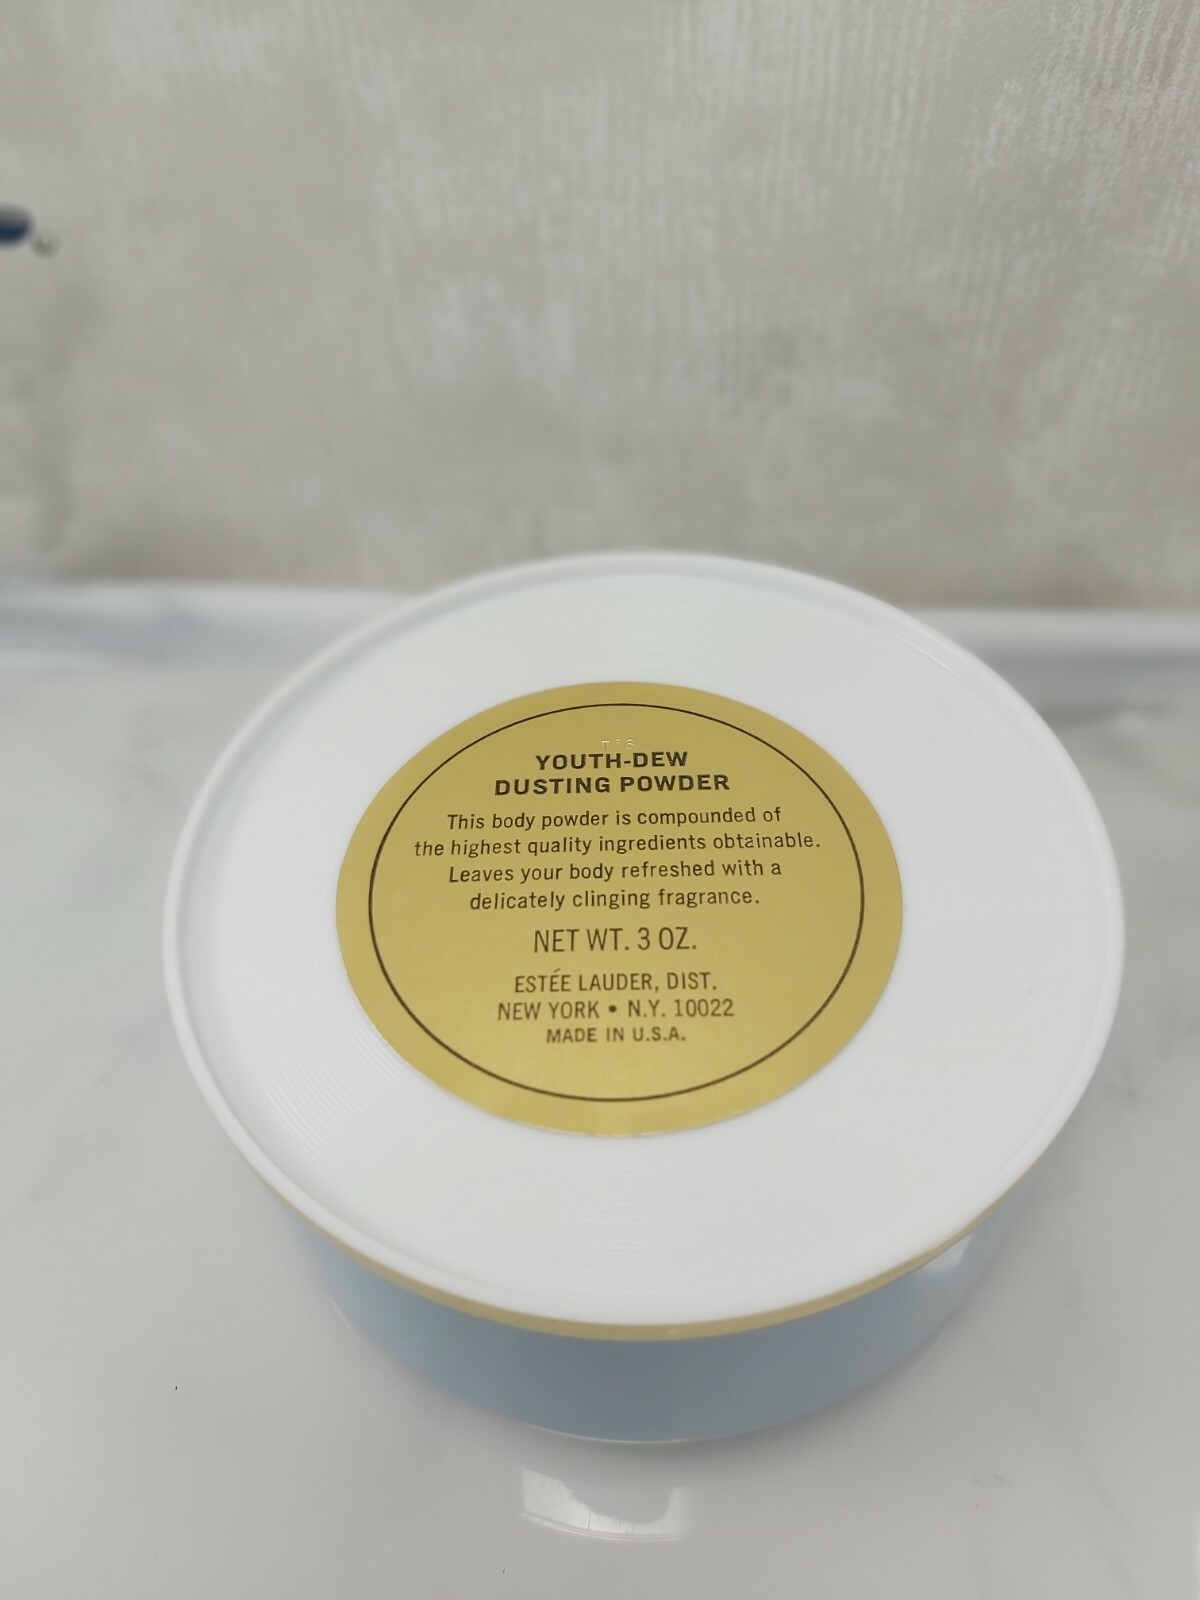 YOUTH-DEW
DUSTING POWDER
This body powder is compounded of
the highest quality ingredients obtainable.
Leaves your body refreshed with a
delicately clinging fragrance.
NET WT. 3 OZ.
ESTÉE LAUDER, DIST.
NEW YORK • N.Y. 10022
MADE IN U.S.A.